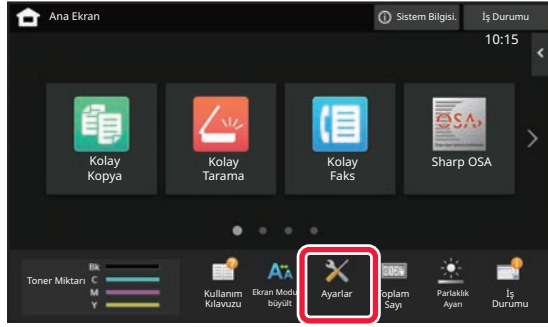 Ana Ekran
Sistem Bilgisi.
İş Durumu
10:15
Kolay
Kopya
Kolay
Tarama
Kolay
Faks
OSA
Sharp OSA
Toner Miktarı
Bk
C
M
Y
Kullanım
Kılavuzu
Ekran Modu
büyült
Ayarlar
Toplam
Sayı
Parlaklık
Ayarı
İş
Durumu